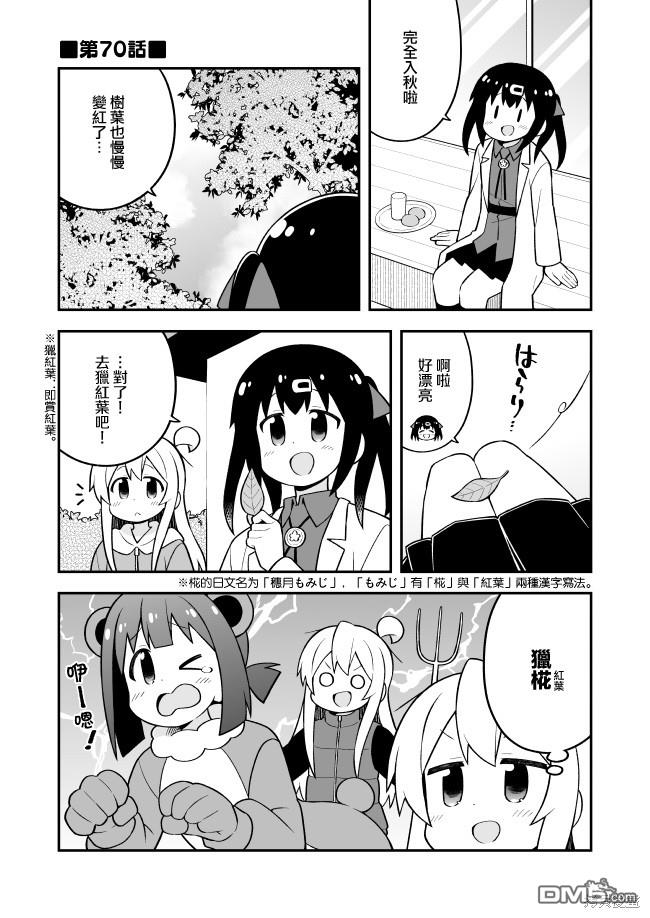 ■第70話■
完全入秋啦
樹葉也慢慢
變紅了…
は～らり…
啊啦
好漂亮
…對了！
去獵紅葉吧！
※獵紅葉：即賞紅葉。
※椛的日文名为「穗月もみじ」，「もみじ」有「椛」與「紅葉」兩種漢字寫法。
獵椛
紅葉
咿ー嗯！